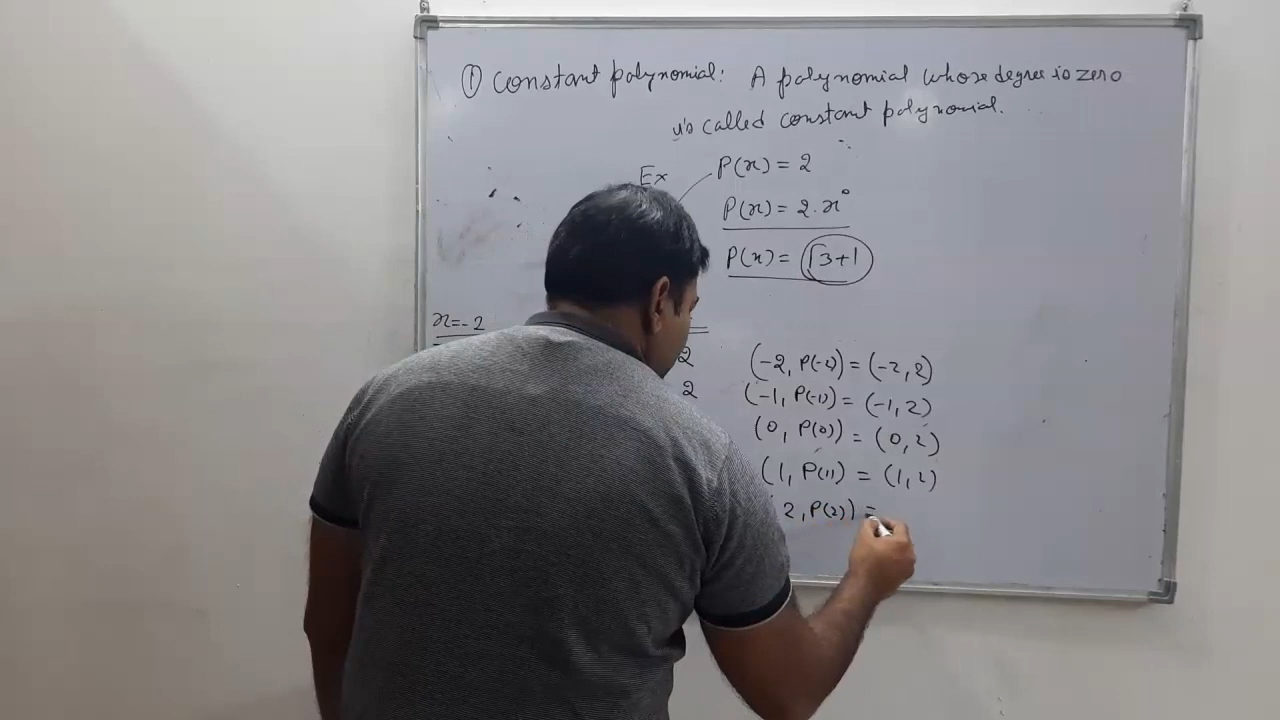 ① Constant polynomial: A polynomial whose degree is zero
is called constant polynomial.
Ex P(x) = 2
P(x) = 2.x⁰
P(x) = √3+1
x=-2
2
2
(-2, P(-2)) = (-2, 2)
(-1, P(-1)) = (-1, 2)
(0, P(0)) = (0, 2)
(1, P(1)) = (1, 2)
2, P(2)) =